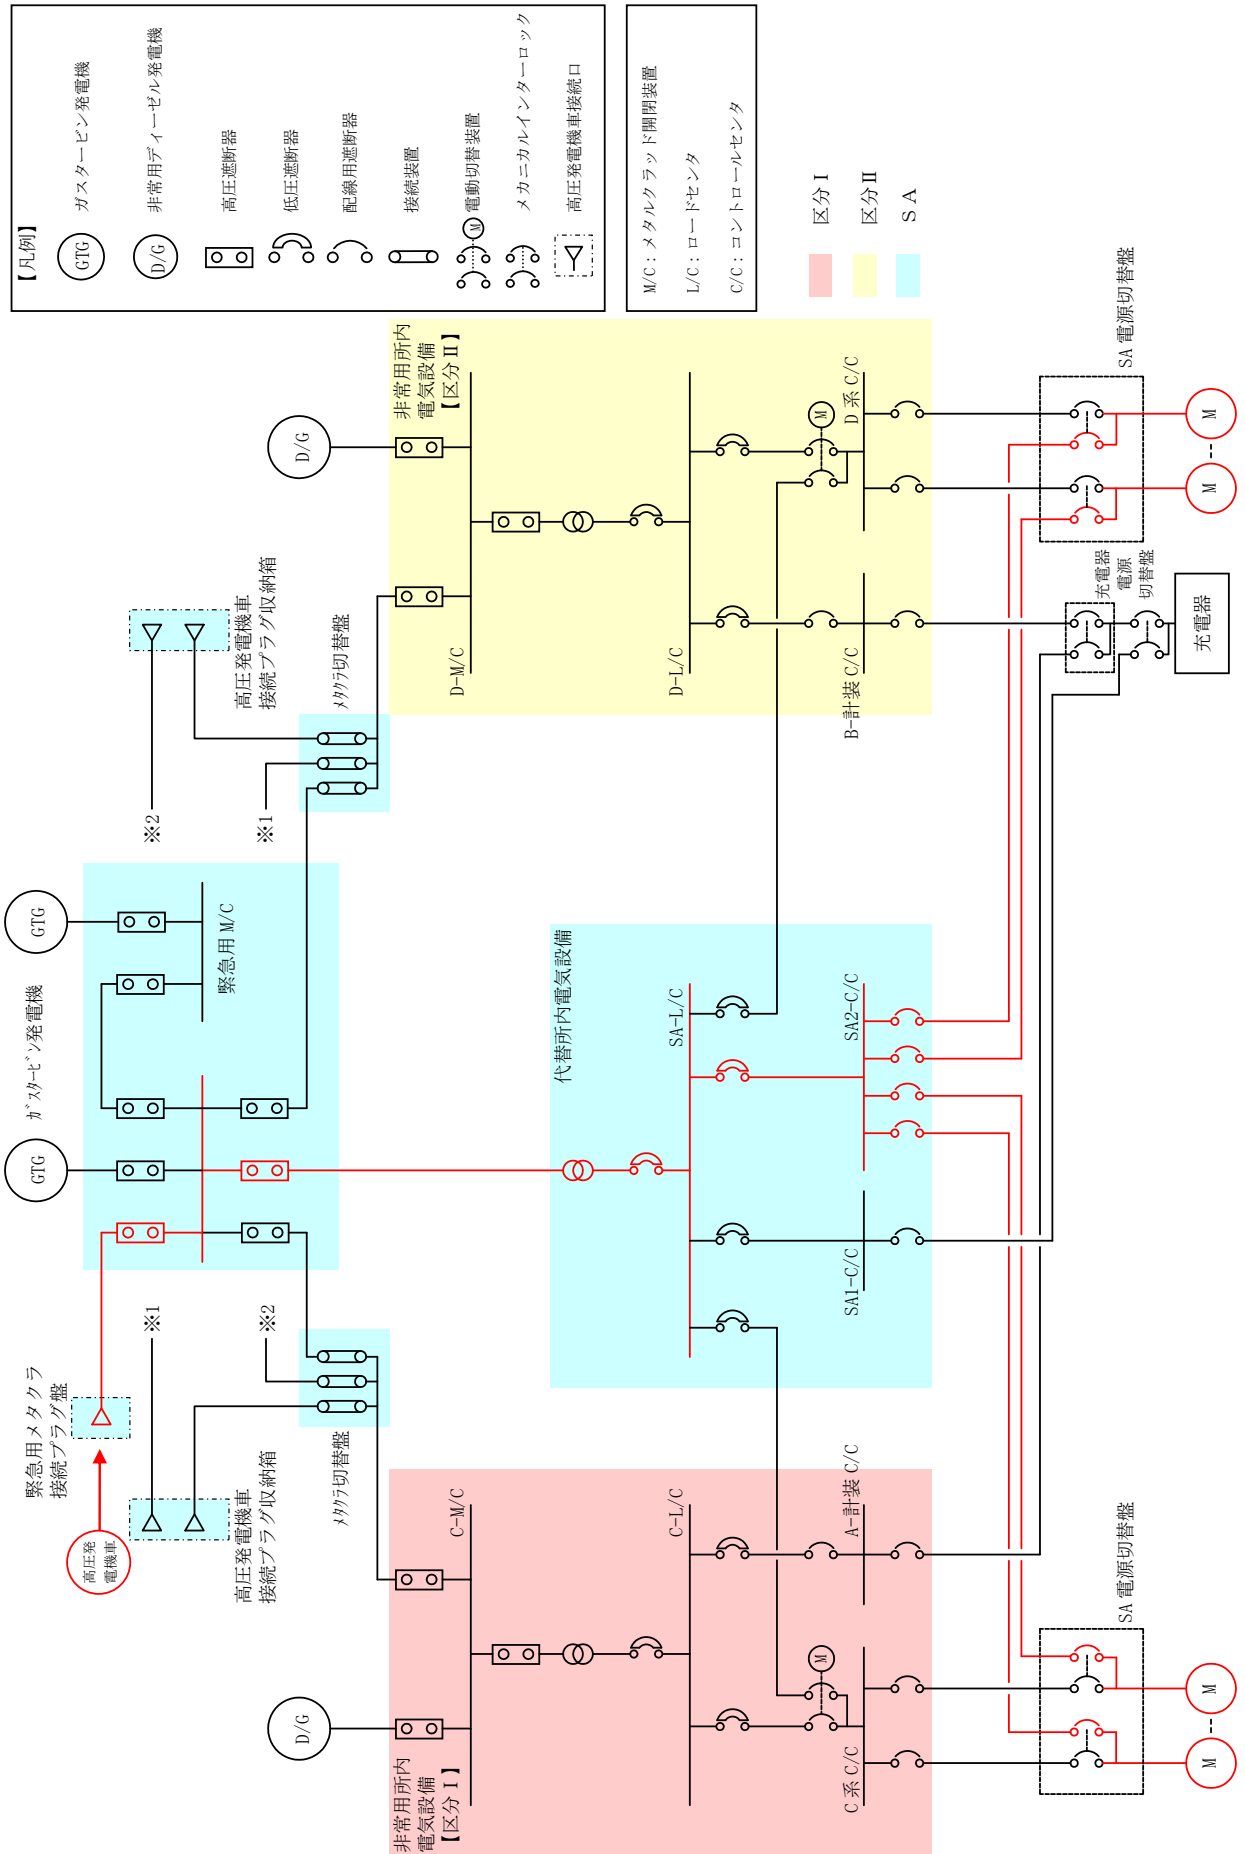 【凡例】
GTG
ガスタービン発電機
D/G
非常用ディーゼル発電機
高圧遮断器
低圧遮断器
配線用遮断器
接続装置
M
電動切替装置
メカニカルインターロック
高圧発電機車接続口
M/C：メタルクラッド開閉装置
L/C：ロードセンタ
C/C：コントロールセンタ
区分Ⅰ
区分Ⅱ
ＳＡ
高圧発
電機車
緊急用メタクラ
接続プラグ盤
GTG
ｶﾞｽﾀｰﾋﾞﾝ発電機
GTG
緊急用 M/C
※1
※2
高圧発電機車
接続プラグ収納箱
ﾒﾀｸﾗ切替盤
※2
※1
高圧発電機車
接続プラグ収納箱
ﾒﾀｸﾗ切替盤
D/G
D/G
非常用所内
電気設備
【区分Ⅰ】
C-M/C
C-L/C
C 系 C/C
M
A-計装 C/C
代替所内電気設備
SA-L/C
SA1-C/C
SA2-C/C
非常用所内
電気設備
【区分Ⅱ】
D-M/C
D-L/C
B-計装 C/C
M
D 系 C/C
SA 電源切替盤
M
M
充電器
電源
切替盤
充電器
SA 電源切替盤
M
M